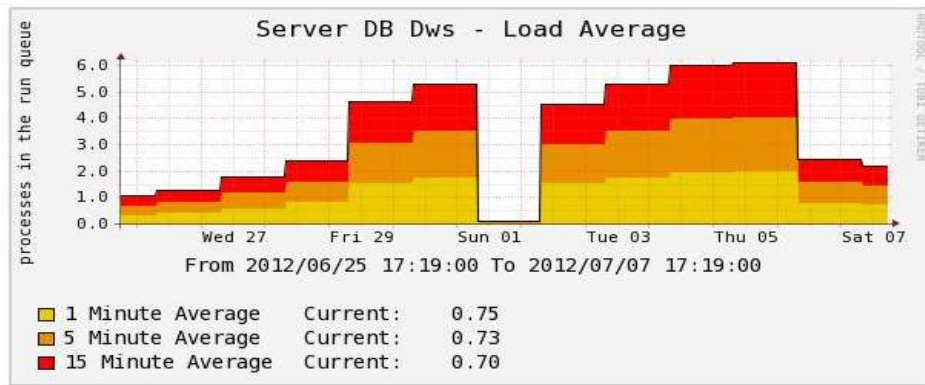 Server DB Dws - Load Average
RRDTOOL / TOBI OETIKER
processes in the run queue
6.0
5.0
4.0
3.0
2.0
1.0
0.0
Wed 27 Fri 29 Sun 01 Tue 03 Thu 05 Sat 07
From 2012/06/25 17:19:00 To 2012/07/07 17:19:00
1 Minute Average Current: 0.75
5 Minute Average Current: 0.73
15 Minute Average Current: 0.70